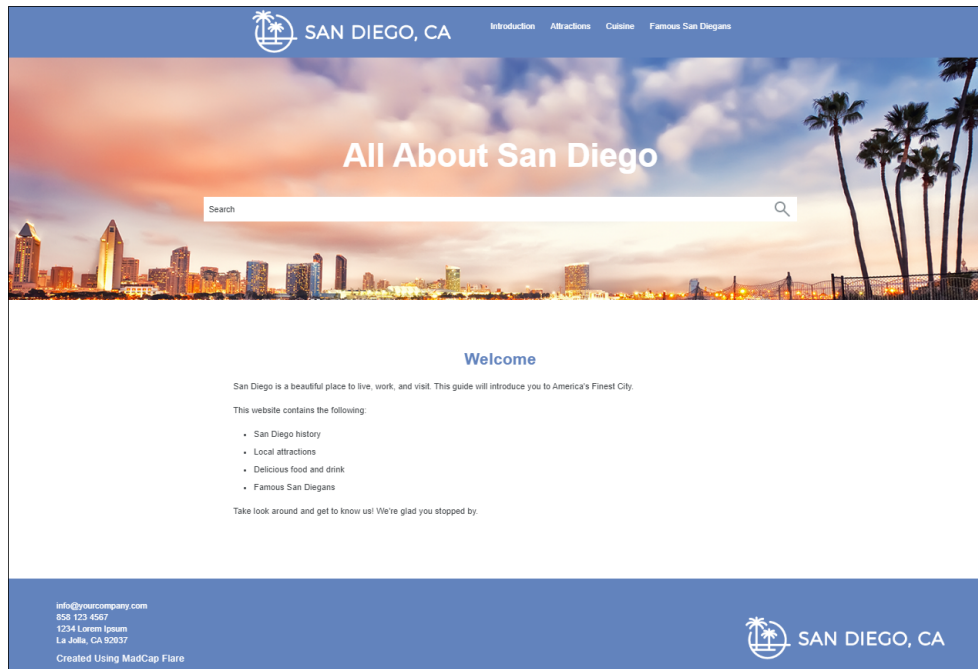 SAN DIEGO, CA
Introduction Attractions Cuisine Famous San Diegans
All About San Diego
Search
Welcome
San Diego is a beautiful place to live, work, and visit. This guide will introduce you to America's Finest City.
This website contains the following:
• San Diego history
• Local attractions
• Delicious food and drink
• Famous San Diegans
Take look around and get to know us! We're glad you stopped by.
info@yourcompany.com
858 123 4567
1234 Lorem Ipsum
La Jolla, CA 92037
Created Using MadCap Flare
SAN DIEGO, CA